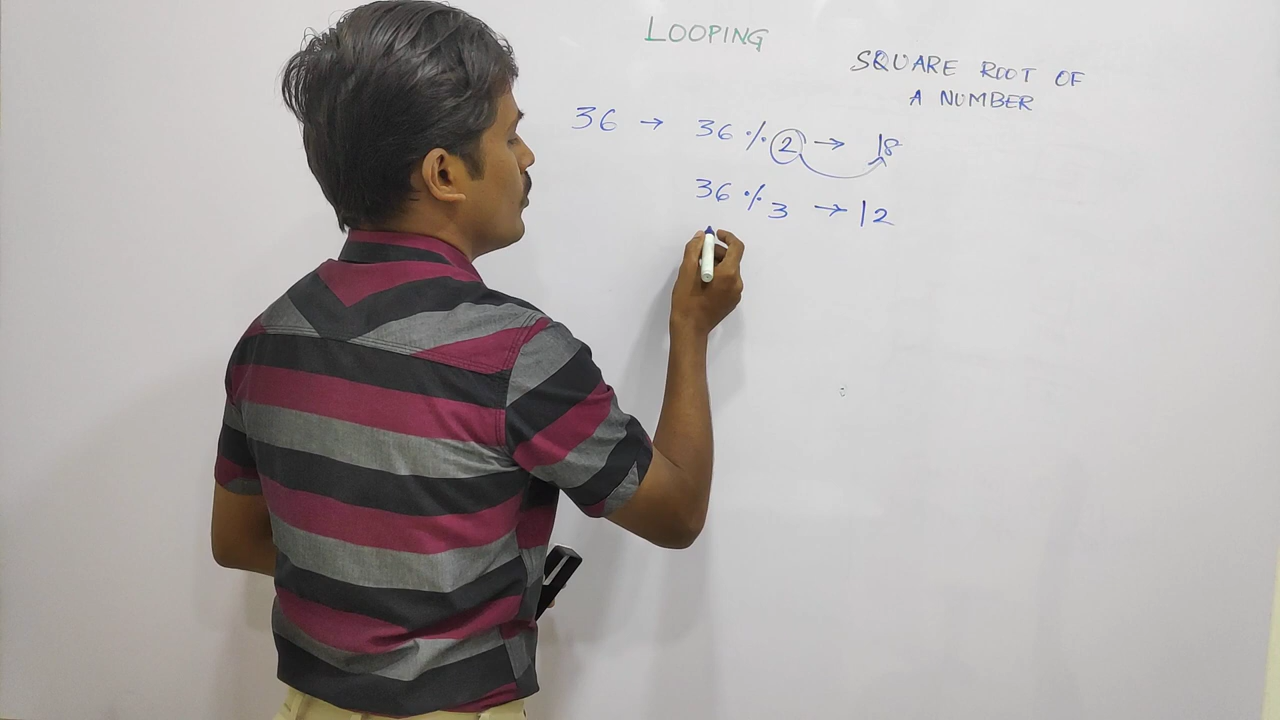 LOOPING
SQUARE ROOT OF
A NUMBER
36 → 36 % 2 → 18
36 % 3 → 12